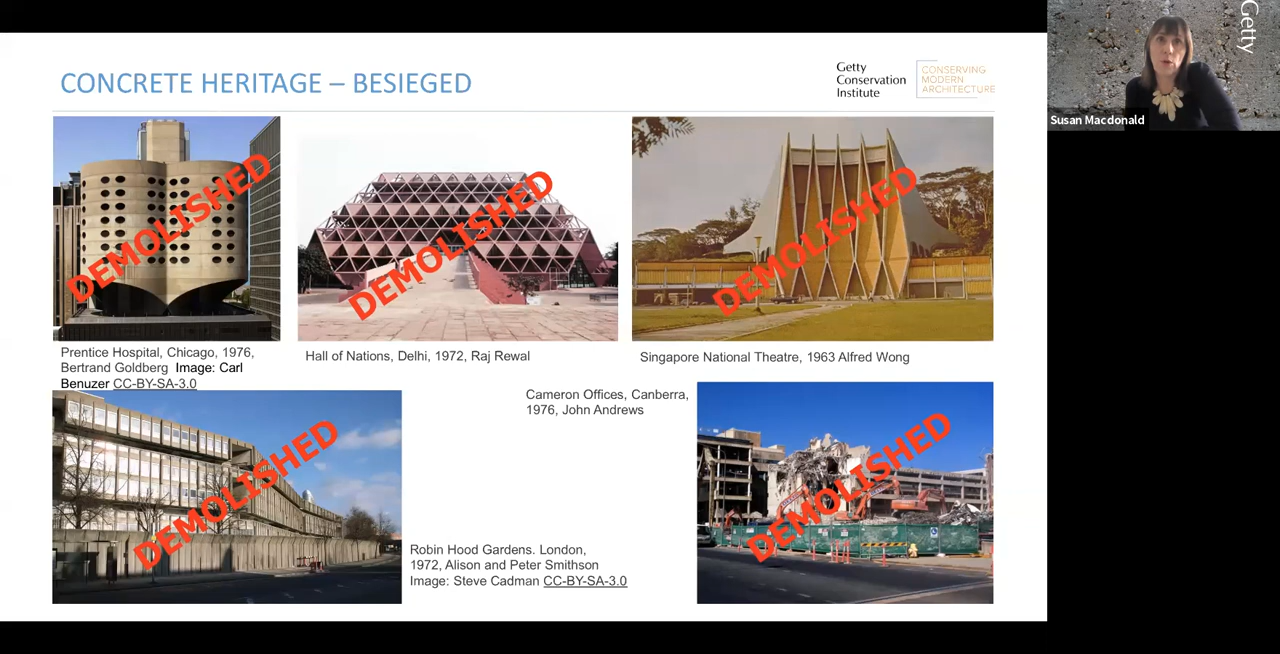 CONCRETE HERITAGE – BESIEGED
Getty
Conservation
Institute
CONSERVING
MODERN
ARCHITECTURE
Getty
Susan Macdonald
DEMOLISHED
DEMOLISHED
DEMOLISHED
Prentice Hospital, Chicago, 1976,
Bertrand Goldberg Image: Carl
Benuzer CC-BY-SA-3.0
Hall of Nations, Delhi, 1972, Raj Rewal
Singapore National Theatre, 1963 Alfred Wong
DEMOLISHED
Cameron Offices, Canberra,
1976, John Andrews
DEMOLISHED
Robin Hood Gardens. London,
1972, Alison and Peter Smithson
Image: Steve Cadman CC-BY-SA-3.0